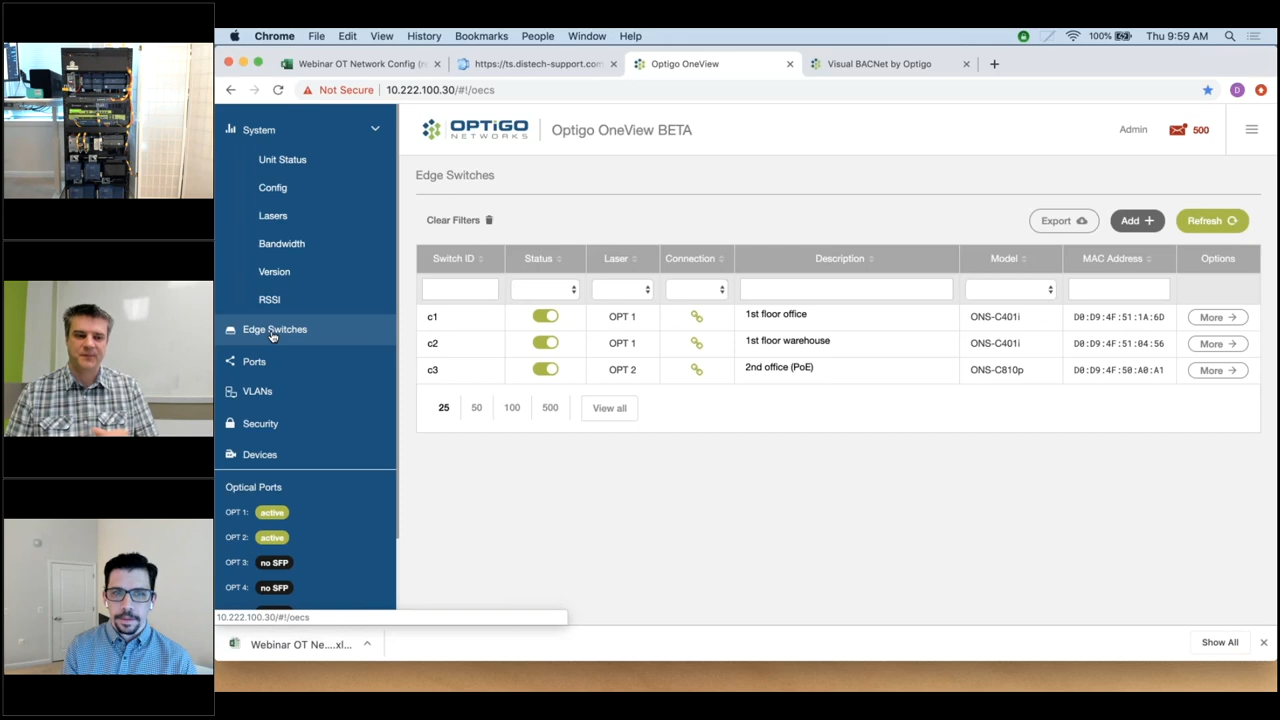 Chrome File Edit View History Bookmarks People Window Help 100% Thu 9:59 AM
Webinar OT Network Config (r × https://s.distech-support.com × Optigo OneView × Visual BACNet by Optigo × +
Not Secure 10.222.100.30/#!/oecs D
System
Unit Status
Config
Lasers
Bandwidth
Version
RSSI
Edge Switches
Ports
VLANs
Security
Devices
Optical Ports
OPT 1: active
OPT 2: active
OPT 3: no SFP
OPT 4: no SFP
10.222.100.30/#!/oecs
OPTIGO NETWORKS Optigo OneView BETA Admin 500
Edge Switches
Clear Filters Export Add + Refresh
Switch ID Status Laser Connection Description Model MAC Address Options
c1 OPT 1 1st floor office ONS-C401i D0:D9:4F:51:1A:6D More →
c2 OPT 1 1st floor warehouse ONS-C401i D0:D9:4F:51:04:56 More →
c3 OPT 2 2nd office (PoE) ONS-C810p D0:D9:4F:50:A0:A1 More →
25 50 100 500 View all
Webinar OT Ne....xl... Show All ×